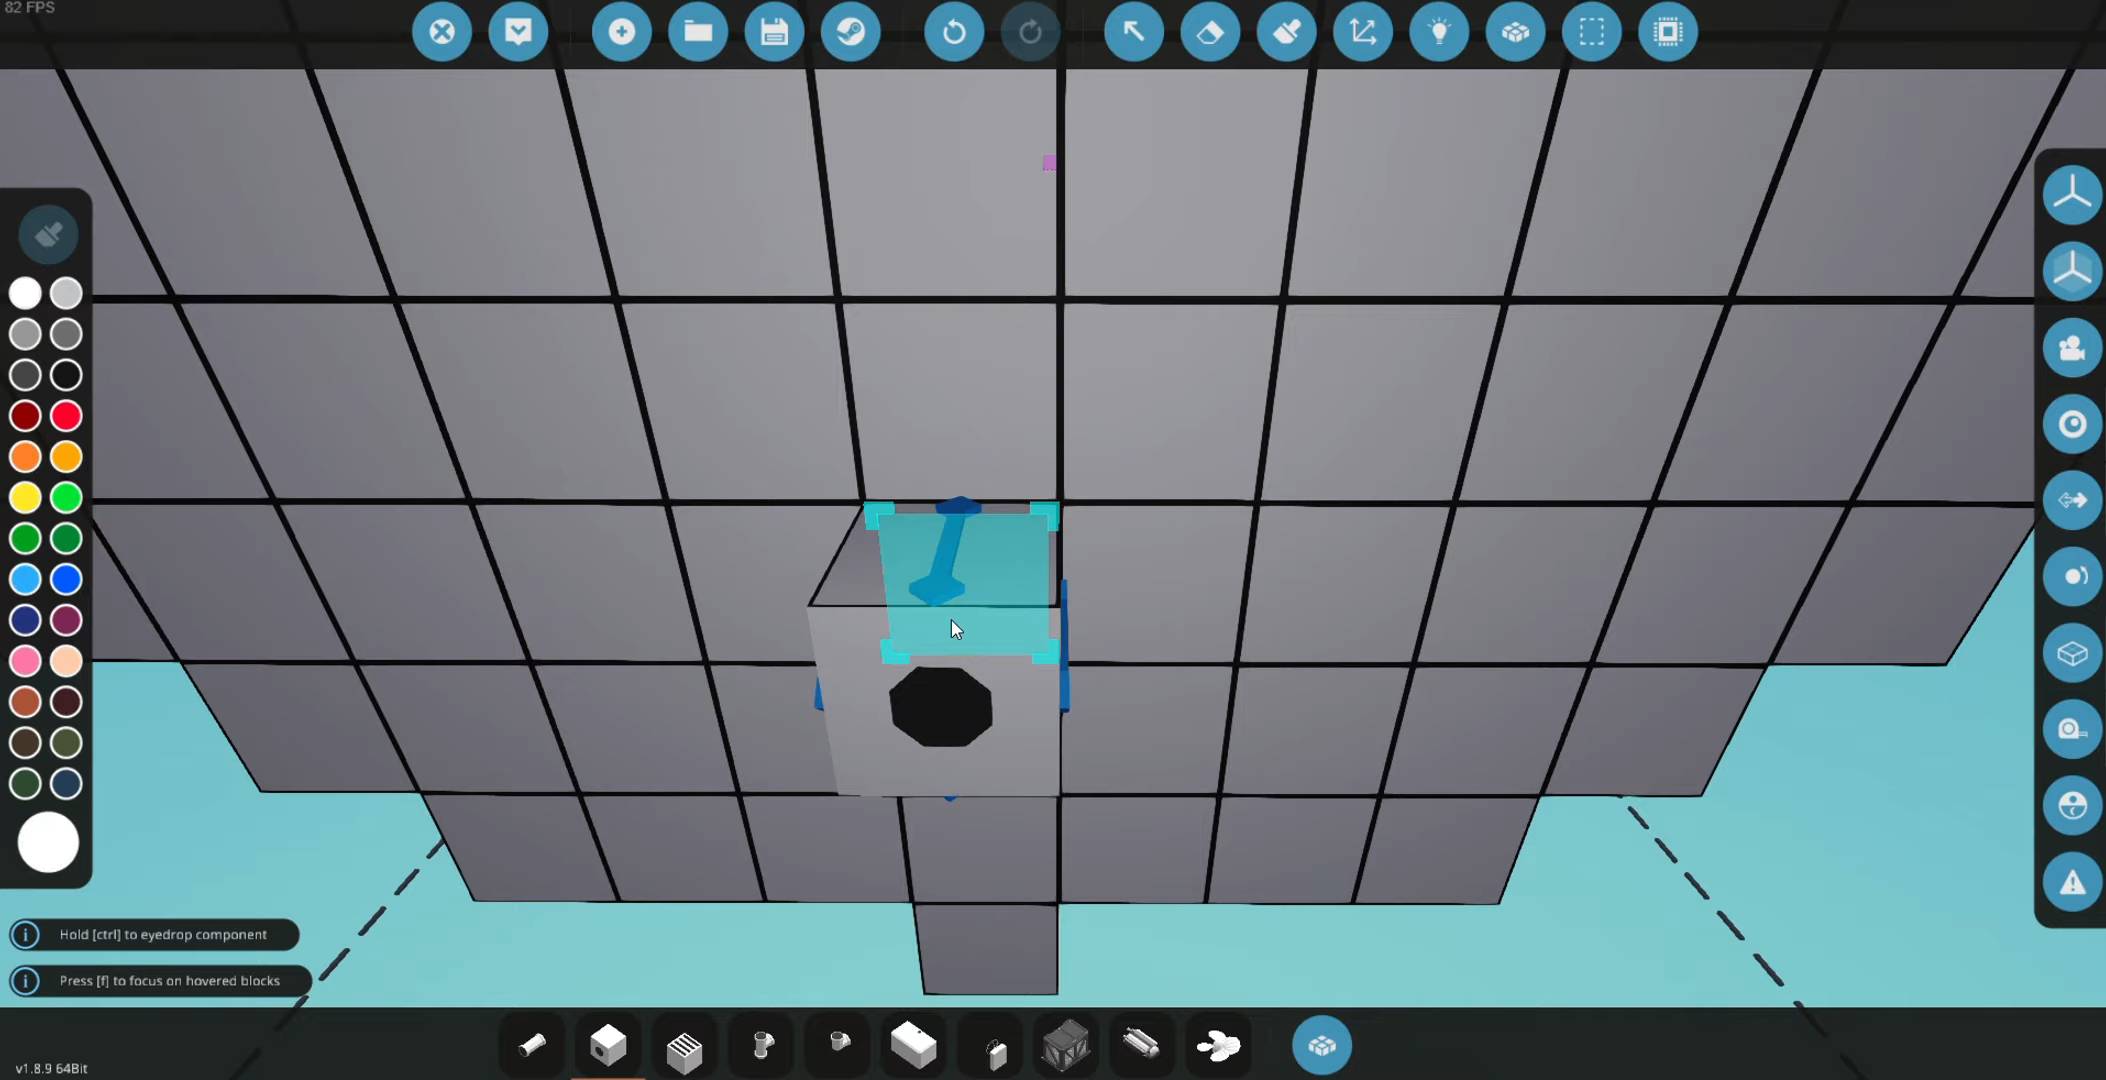 82 FPS
Hold [ctrl] to eyedrop component
Press [f] to focus on hovered blocks
v1.8.9 64Bit